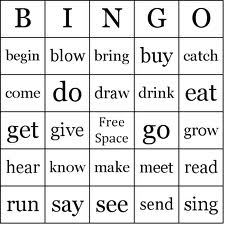 B I N G O
begin blow bring buy catch
come do draw drink eat
get give Free Space go grow
hear know make meet read
run say see send sing